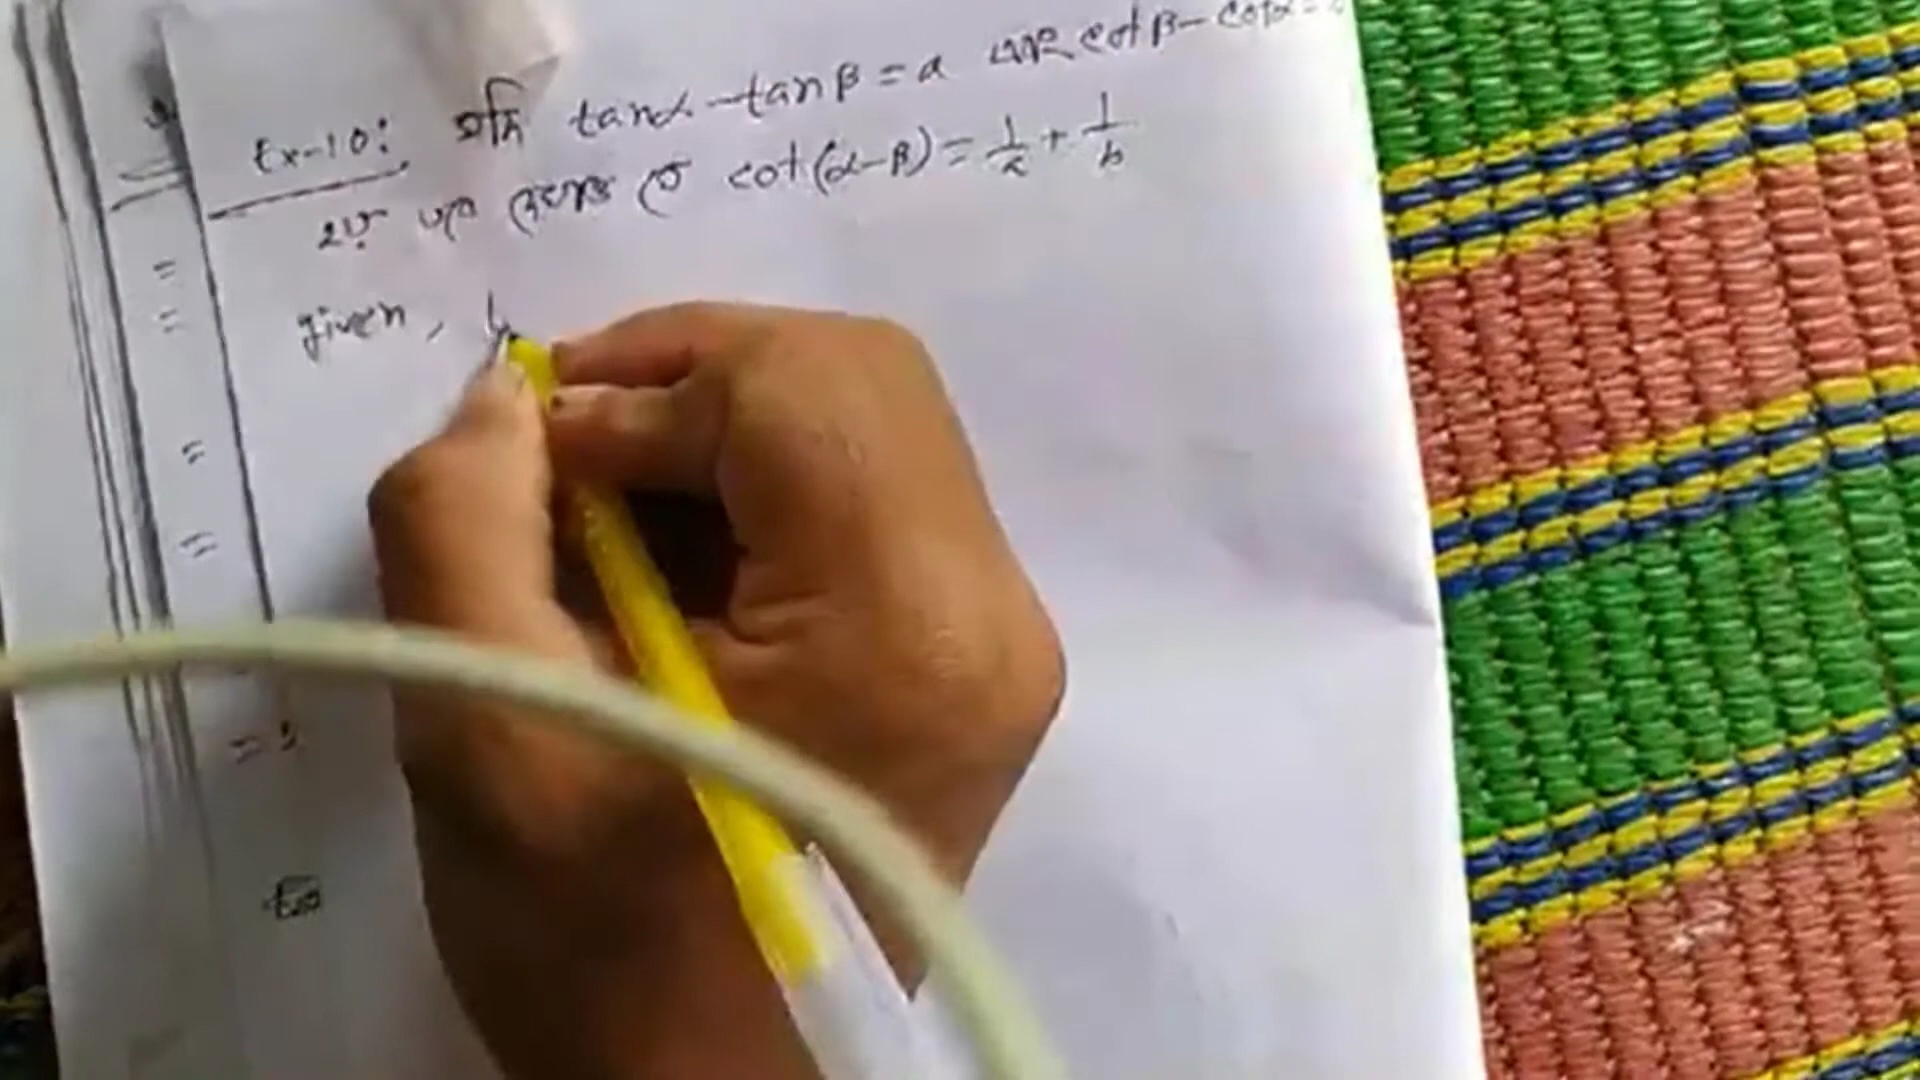 Ex-10: যদি tanα - tanβ = a এবং cotβ - cotα =
হয় তবে দেখাও যে cot(α-β) = 1/a + 1/b
given,
=
=
=
=
=